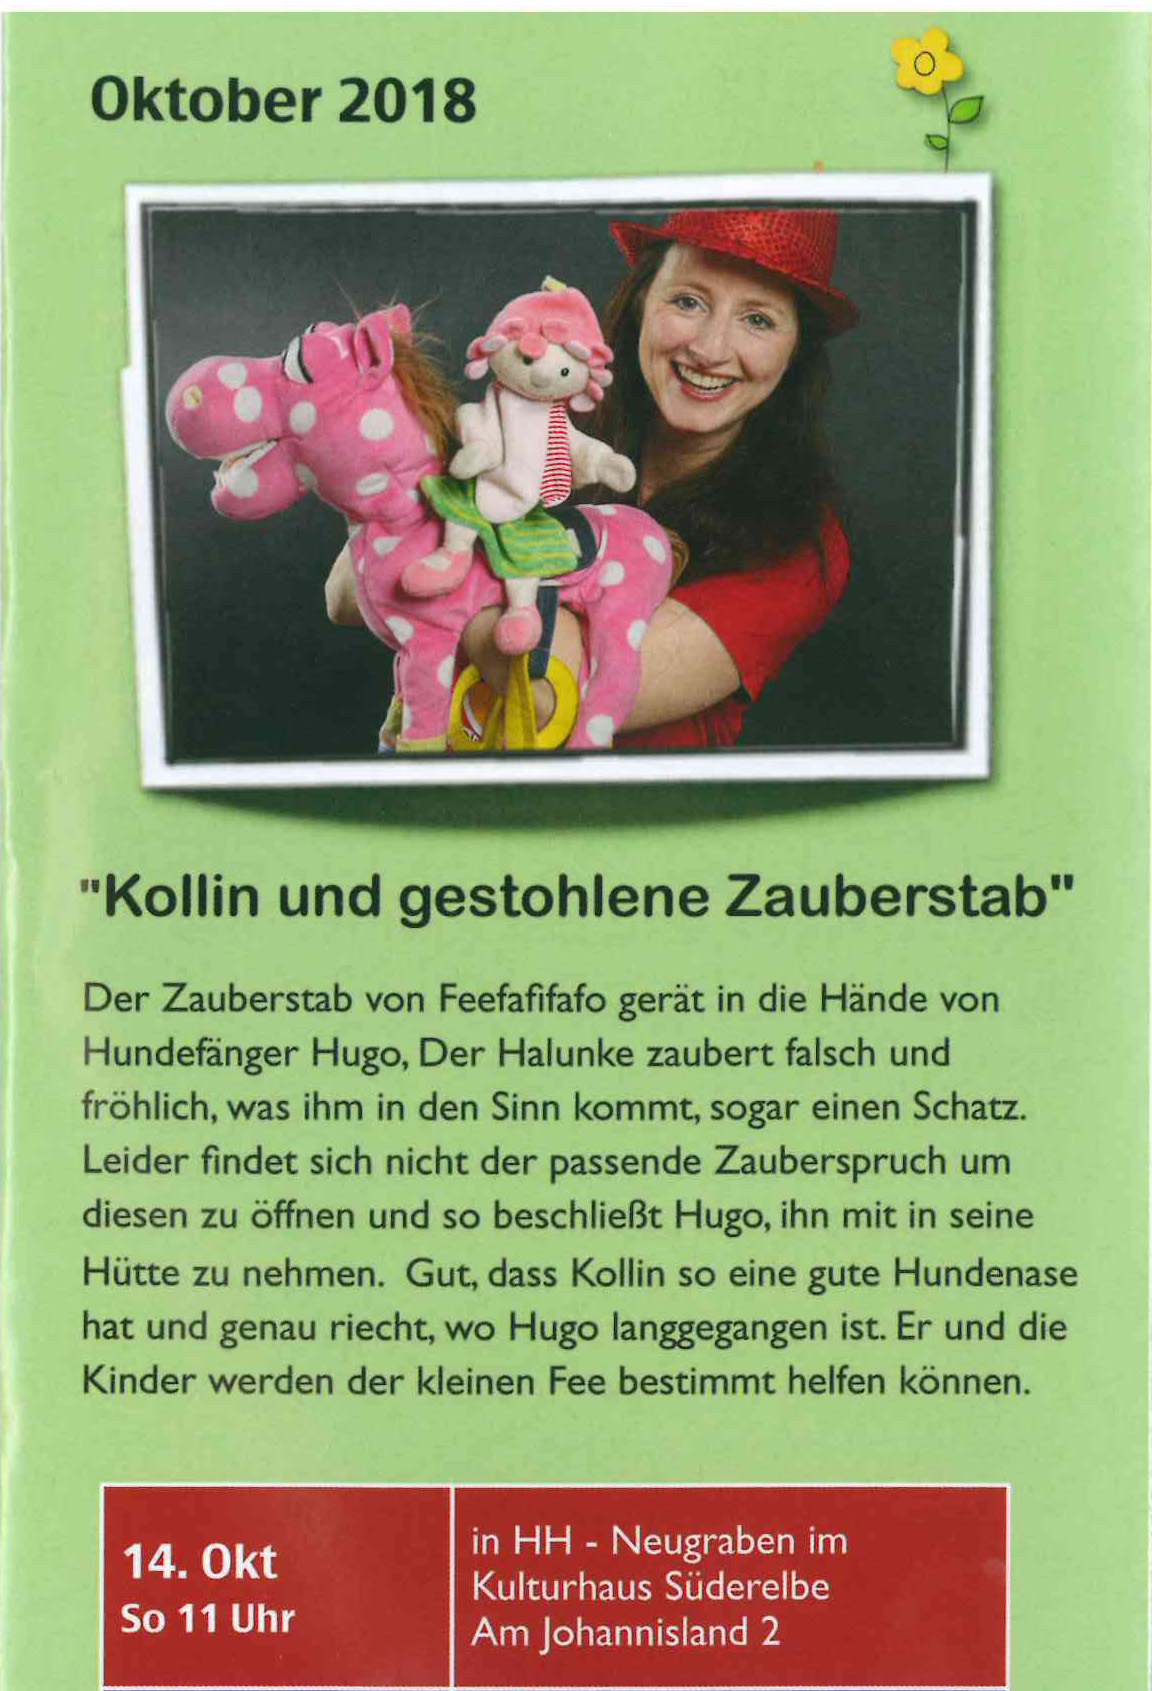 Oktober 2018
"Kollin und gestohlene Zauberstab"
Der Zauberstab von Feefafifafo gerät in die Hände von
Hundefänger Hugo, Der Halunke zaubert falsch und
fröhlich, was ihm in den Sinn kommt, sogar einen Schatz.
Leider findet sich nicht der passende Zauberspruch um
diesen zu öffnen und so beschließt Hugo, ihn mit in seine
Hütte zu nehmen. Gut, dass Kollin so eine gute Hundenase
hat und genau riecht, wo Hugo langgegangen ist. Er und die
Kinder werden der kleinen Fee bestimmt helfen können.
14. Okt
So 11 Uhr
in HH - Neugraben im
Kulturhaus Süderelbe
Am Johannisland 2